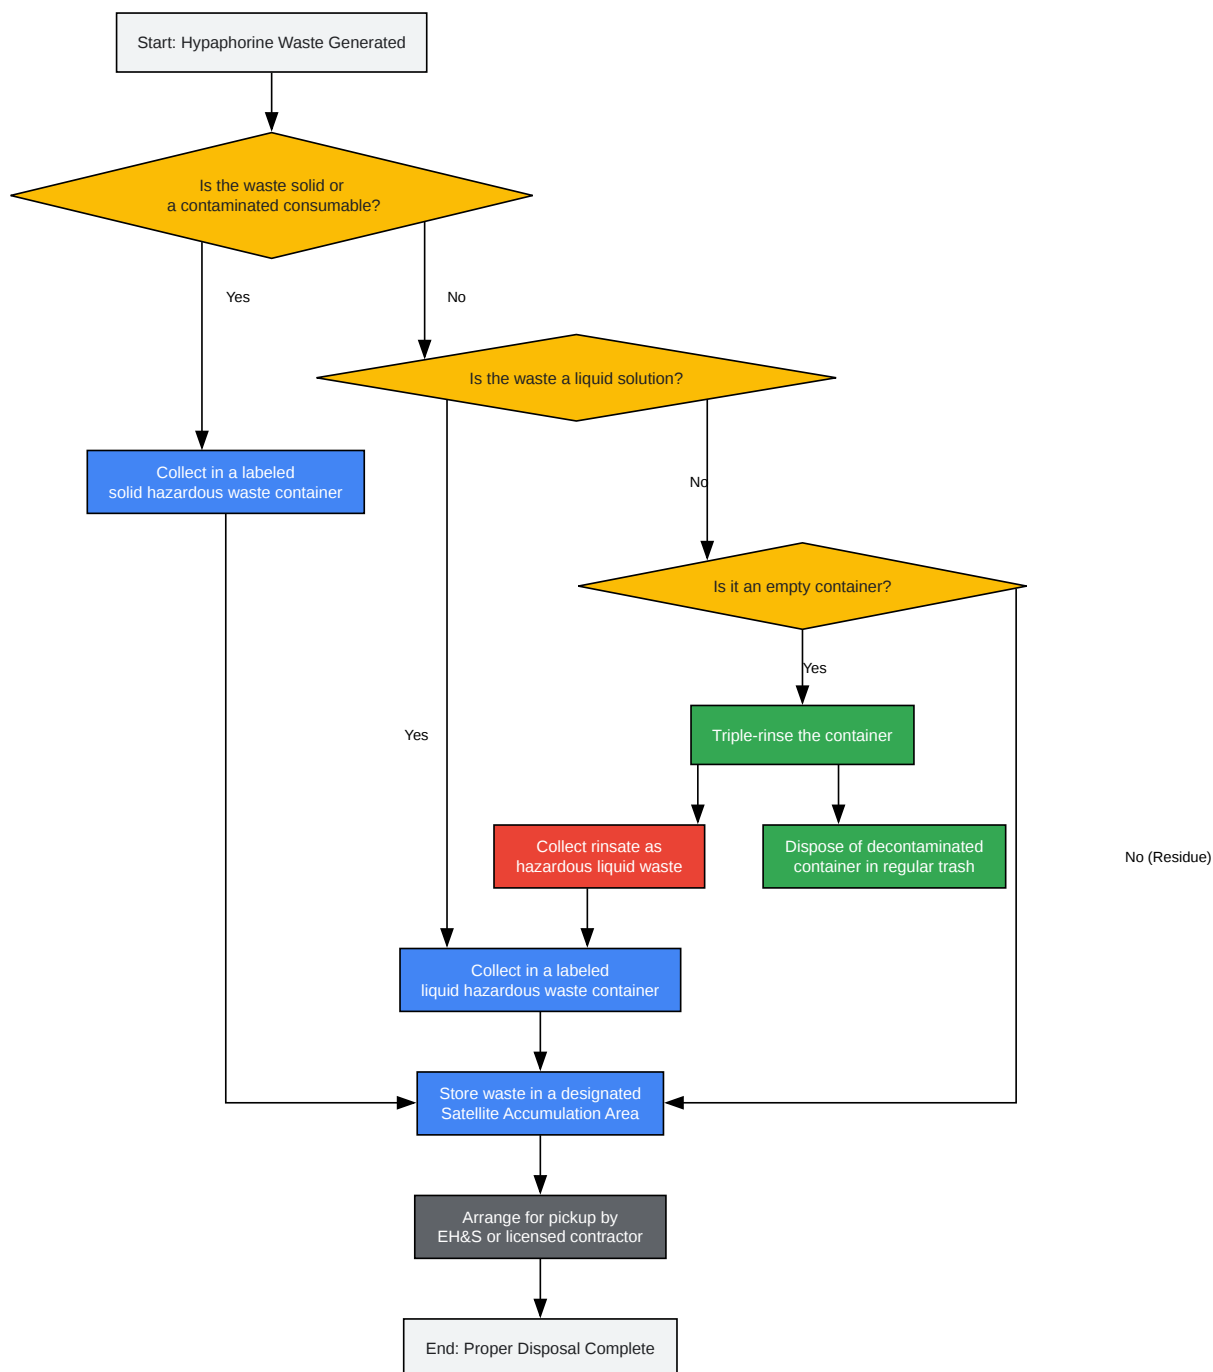 Start: Hypaphorine Waste Generated
Is the waste solid or
a contaminated consumable?
Yes
No
Is the waste a liquid solution?
Collect in a labeled
solid hazardous waste container
No
Is it an empty container?
Yes
Yes
Triple-rinse the container
Collect rinsate as
hazardous liquid waste
Dispose of decontaminated
container in regular trash
No (Residue)
Collect in a labeled
liquid hazardous waste container
Store waste in a designated
Satellite Accumulation Area
Arrange for pickup by
EH&S or licensed contractor
End: Proper Disposal Complete